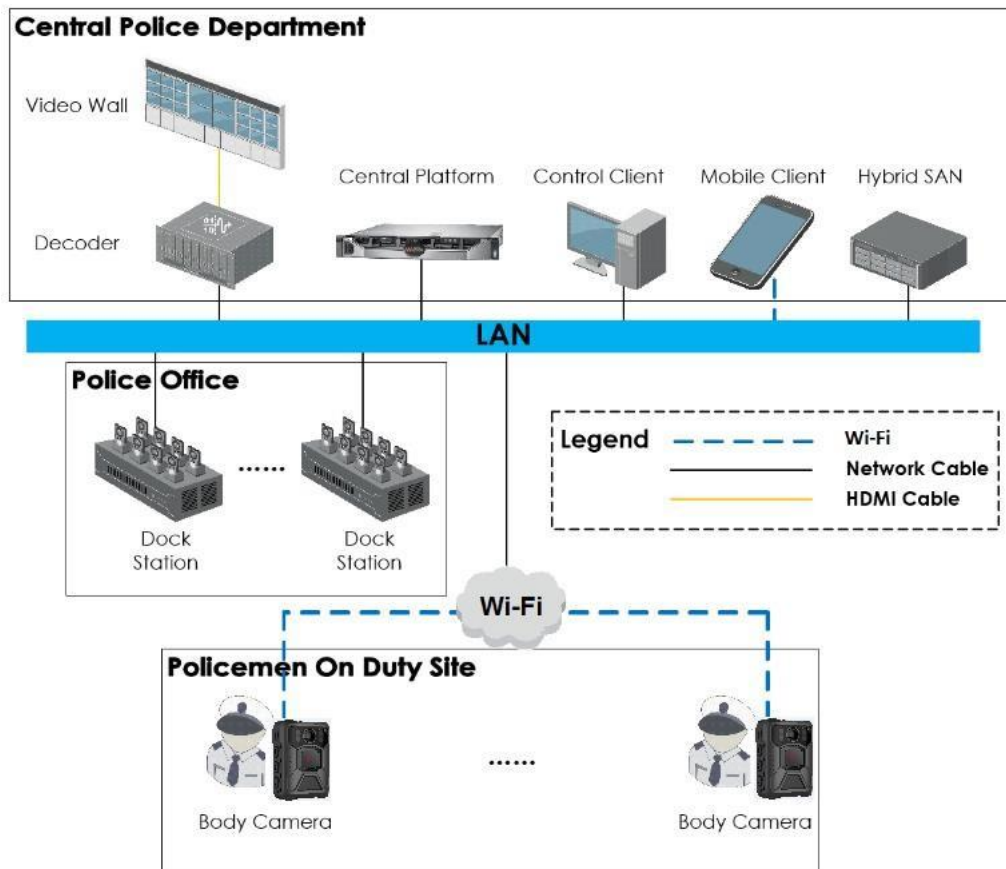 Central Police Department
Video Wall
Central Platform
Control Client
Mobile Client
Hybrid SAN
Decoder
LAN
Police Office
......
Dock
Station
Dock
Station
Legend
Wi-Fi
Network Cable
HDMI Cable
Wi-Fi
Policemen On Duty Site
......
Body Camera
Body Camera